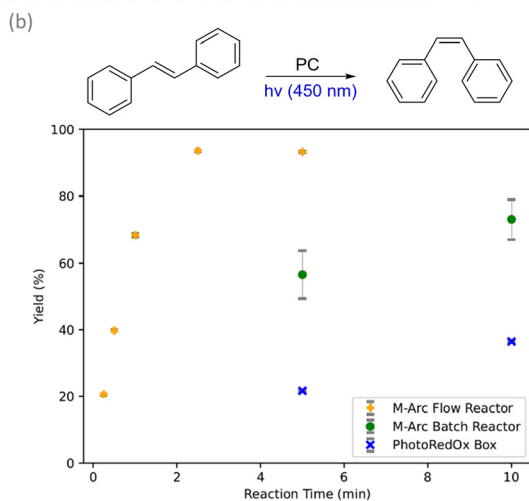 (b)
PC
hv (450 nm)
100
80
60
40
20
0
Yield (%)
0 2 4 6 8 10
Reaction Time (min)
M-Arc Flow Reactor
M-Arc Batch Reactor
PhotoRedOx Box